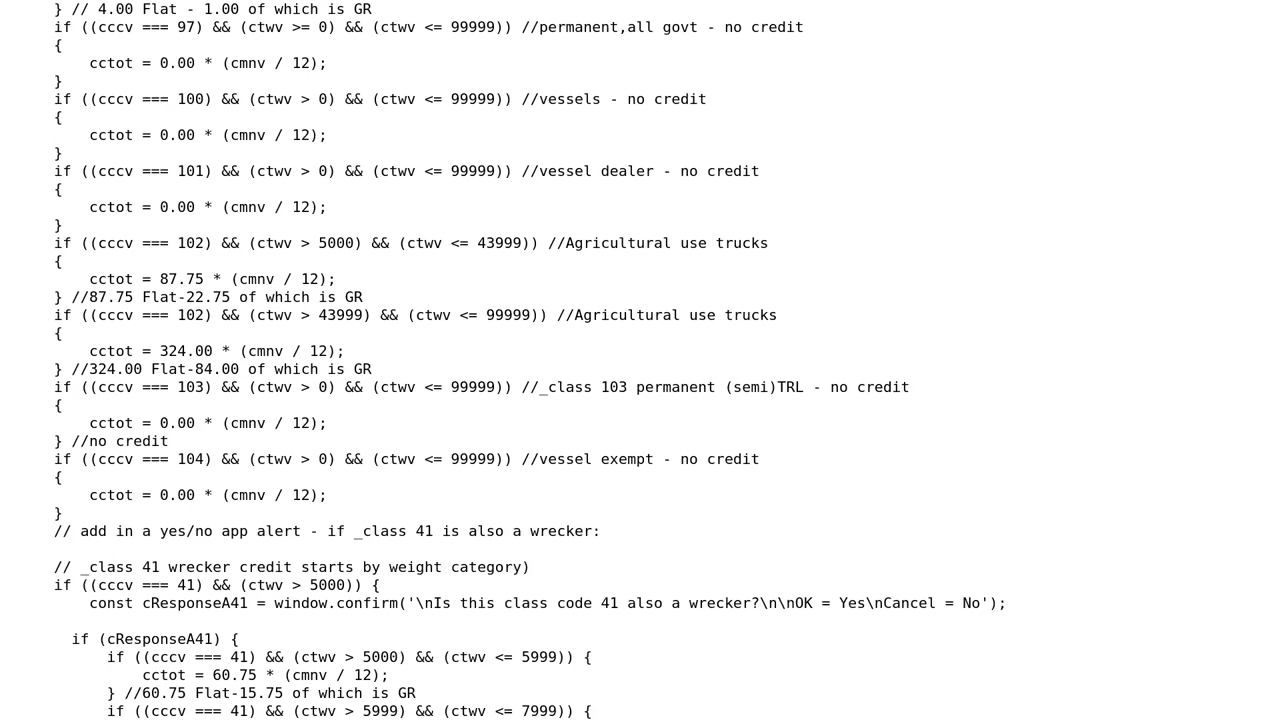 } // 4.00 Flat - 1.00 of which is GR
if ((cccv === 97) && (ctwv >= 0) && (ctwv <= 99999)) //permanent,all govt - no credit
{
    cctot = 0.00 * (cmnv / 12);
}
if ((cccv === 100) && (ctwv > 0) && (ctwv <= 99999)) //vessels - no credit
{
    cctot = 0.00 * (cmnv / 12);
}
if ((cccv === 101) && (ctwv > 0) && (ctwv <= 99999)) //vessel dealer - no credit
{
    cctot = 0.00 * (cmnv / 12);
}
if ((cccv === 102) && (ctwv > 5000) && (ctwv <= 43999)) //Agricultural use trucks
{
    cctot = 87.75 * (cmnv / 12);
} //87.75 Flat-22.75 of which is GR
if ((cccv === 102) && (ctwv > 43999) && (ctwv <= 99999)) //Agricultural use trucks
{
    cctot = 324.00 * (cmnv / 12);
} //324.00 Flat-84.00 of which is GR
if ((cccv === 103) && (ctwv > 0) && (ctwv <= 99999)) //_class 103 permanent (semi)TRL - no credit
{
    cctot = 0.00 * (cmnv / 12);
} //no credit
if ((cccv === 104) && (ctwv > 0) && (ctwv <= 99999)) //vessel exempt - no credit
{
    cctot = 0.00 * (cmnv / 12);
}
// add in a yes/no app alert - if _class 41 is also a wrecker:

// _class 41 wrecker credit starts by weight category)
if ((cccv === 41) && (ctwv > 5000)) {
    const cResponseA41 = window.confirm('\nIs this class code 41 also a wrecker?\n\nOK = Yes\nCancel = No');

  if (cResponseA41) {
      if ((cccv === 41) && (ctwv > 5000) && (ctwv <= 5999)) {
          cctot = 60.75 * (cmnv / 12);
      } //60.75 Flat-15.75 of which is GR
      if ((cccv === 41) && (ctwv > 5999) && (ctwv <= 7999)) {